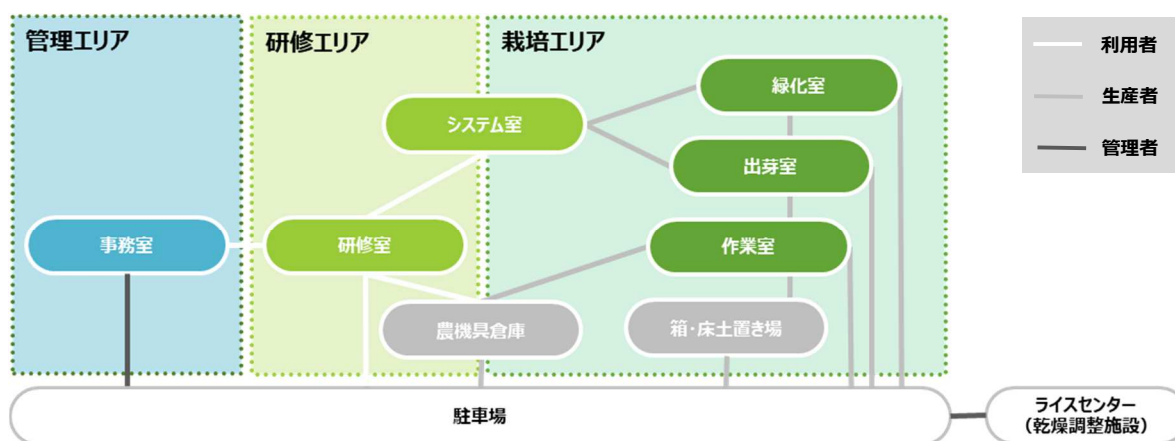 管理エリア
研修エリア
栽培エリア
利用者
生産者
管理者
緑化室
システム室
出芽室
事務室
研修室
作業室
農機具倉庫
箱・床土置き場
駐車場
ライスセンター
(乾燥調整施設)